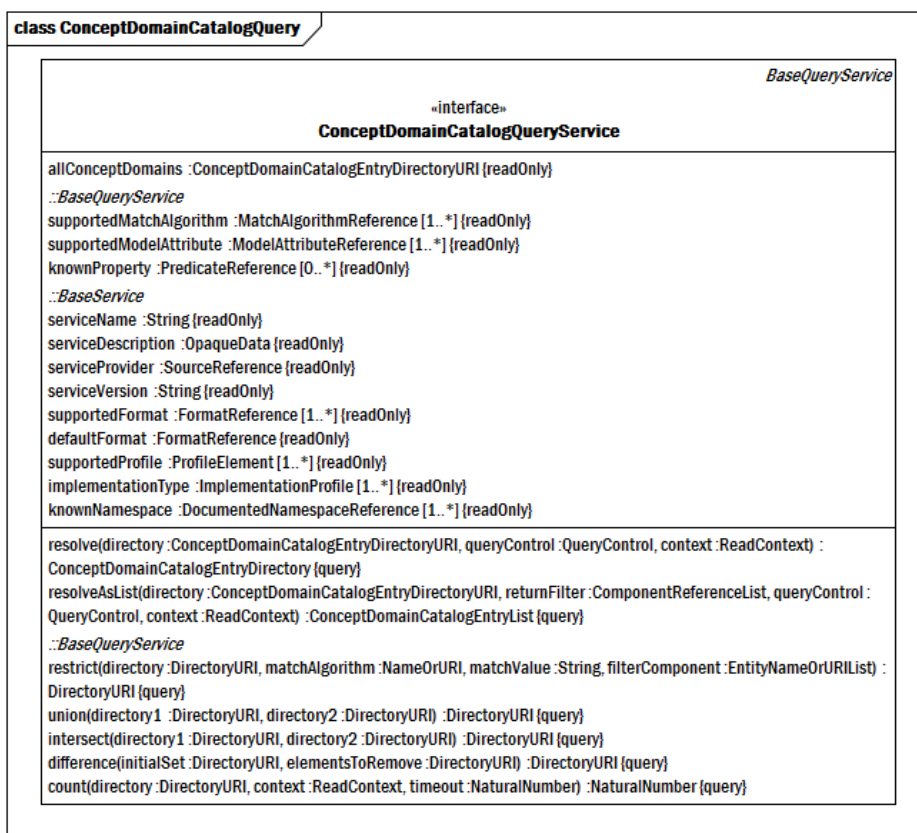 class ConceptDomainCatalogQuery
BaseQueryService
«interface»
ConceptDomainCatalogQueryService
allConceptDomains :ConceptDomainCatalogEntryDirectoryURI {readOnly}
::BaseQueryService
supportedMatchAlgorithm :MatchAlgorithmReference [1..*] {readOnly}
supportedModelAttribute :ModelAttributeReference [1..*] {readOnly}
knownProperty :PredicateReference [0..*] {readOnly}
::BaseService
serviceName :String {readOnly}
serviceDescription :OpaqueData {readOnly}
serviceProvider :SourceReference {readOnly}
serviceVersion :String {readOnly}
supportedFormat :FormatReference [1..*] {readOnly}
defaultFormat :FormatReference {readOnly}
supportedProfile :ProfileElement [1..*] {readOnly}
implementationType :ImplementationProfile [1..*] {readOnly}
knownNamespace :DocumentedNamespaceReference [1..*] {readOnly}
resolve(directory :ConceptDomainCatalogEntryDirectoryURI, queryControl :QueryControl, context :ReadContext) :
ConceptDomainCatalogEntryDirectory {query}
resolveAsList(directory :ConceptDomainCatalogEntryDirectoryURI, returnFilter :ComponentReferenceList, queryControl :
QueryControl, context :ReadContext) :ConceptDomainCatalogEntryList {query}
::BaseQueryService
restrict(directory :DirectoryURI, matchAlgorithm :NameOrURI, matchValue :String, filterComponent :EntityNameOrURIList) :
DirectoryURI {query}
union(directory1 :DirectoryURI, directory2 :DirectoryURI) :DirectoryURI {query}
intersect(directory1 :DirectoryURI, directory2 :DirectoryURI) :DirectoryURI {query}
difference(initialSet :DirectoryURI, elementsToRemove :DirectoryURI) :DirectoryURI {query}
count(directory :DirectoryURI, context :ReadContext, timeout :NaturalNumber) :NaturalNumber {query}